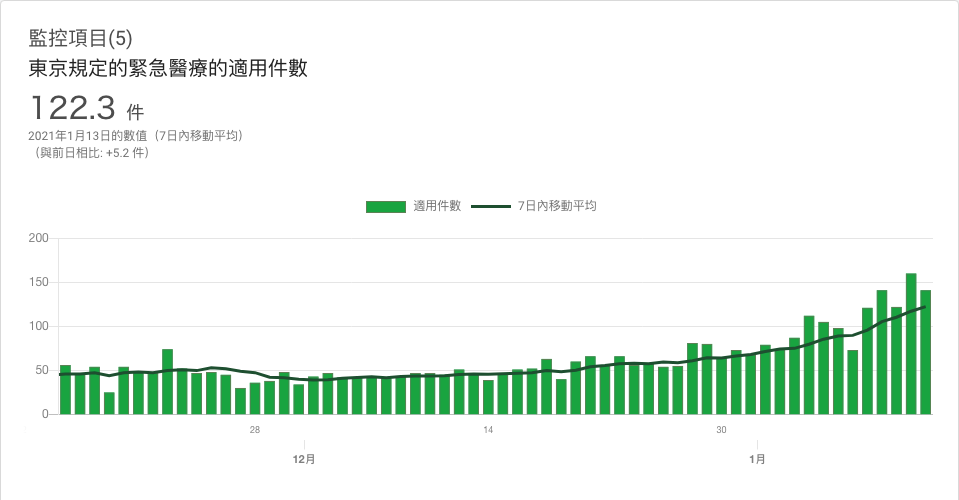 監控項目(5)
東京規定的緊急醫療的適用件數
122.3 件
2021年1月13日的數值（7日內移動平均）
（與前日相比: +5.2 件）
適用件數 7日內移動平均
200
150
100
50
0
28 14 30
12月 1月